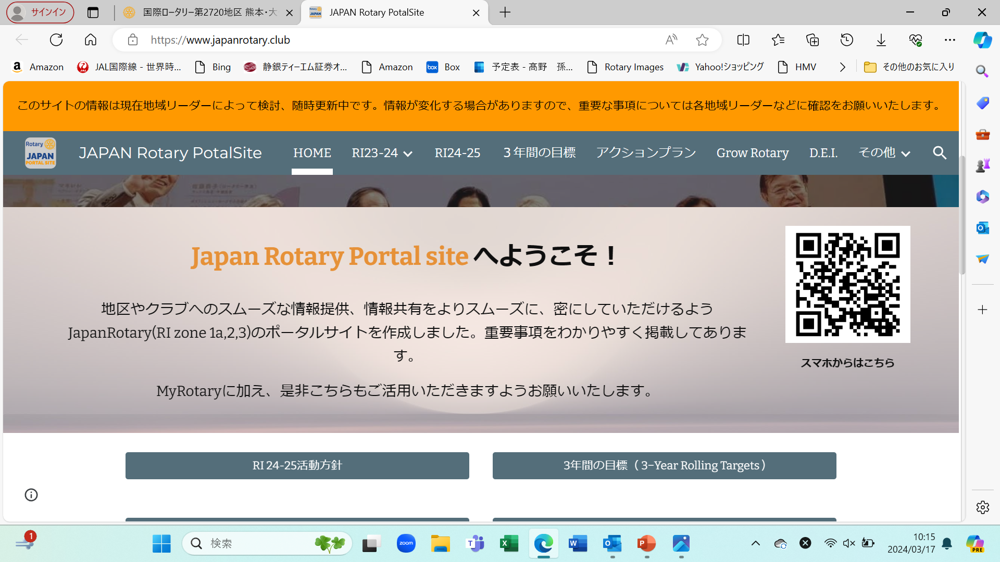 サインイン
国際ロータリー第2720地区 熊本・大
JAPAN Rotary PotalSite
https://www.japanrotary.club
Amazon
JAL国際線 - 世界時...
Bing
静銀ティーエム証券オ...
Amazon
box
Box
予定表 - 髙野 孫...
Rotary Images
Yahoo!ショッピング
HMV
その他のお気に入り
このサイトの情報は現在地域リーダーによって検討、随時更新中です。情報が変化する場合がありますので、重要な事項については各地域リーダーなどに確認をお願いいたします。
Rotary
JAPAN
PORTAL SITE
JAPAN Rotary PotalSite
HOME
RI23-24
RI24-25
３年間の目標
アクションプラン
Grow Rotary
D.E.I.
その他
Japan Rotary Portal site へようこそ！
地区やクラブへのスムーズな情報提供、情報共有をよりスムーズに、密にしていただけるよう
JapanRotary(RI zone 1a,2,3)のポータルサイトを作成しました。重要事項をわかりやすく掲載してありま
す。
MyRotaryに加え、是非こちらもご活用いただきますようお願いいたします。
スマホからはこちら
RI 24-25活動方針
3年間の目標（ 3−Year Rolling Targets ）
1
検索
zoom
10:15
2024/03/17
PRE